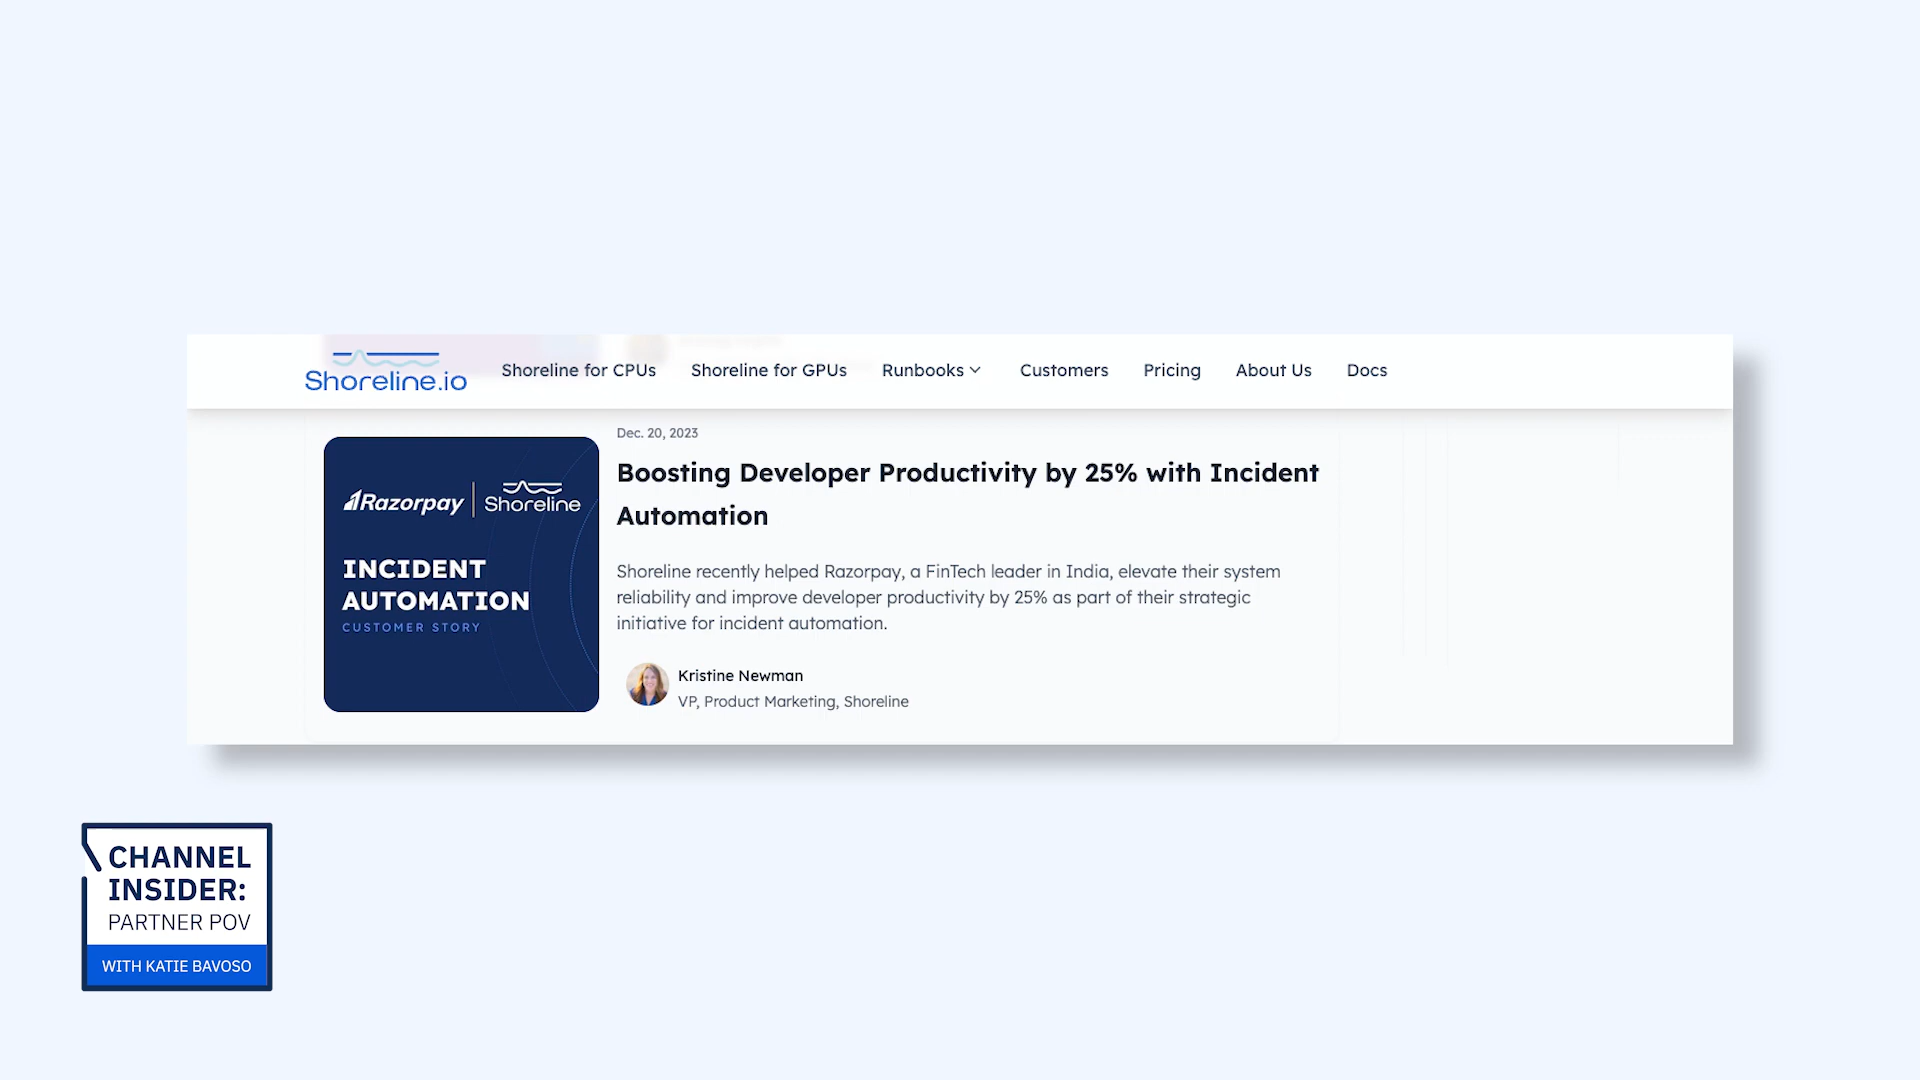 Shoreline.io
Shoreline for CPUs
Shoreline for GPUs
Runbooks
Customers
Pricing
About Us
Docs
Razorpay
Shoreline
INCIDENT
AUTOMATION
CUSTOMER STORY
Dec. 20, 2023
Boosting Developer Productivity by 25% with Incident
Automation
Shoreline recently helped Razorpay, a FinTech leader in India, elevate their system
reliability and improve developer productivity by 25% as part of their strategic
initiative for incident automation.
Kristine Newman
VP, Product Marketing, Shoreline
CHANNEL
INSIDER:
PARTNER POV
WITH KATIE BAVOSO